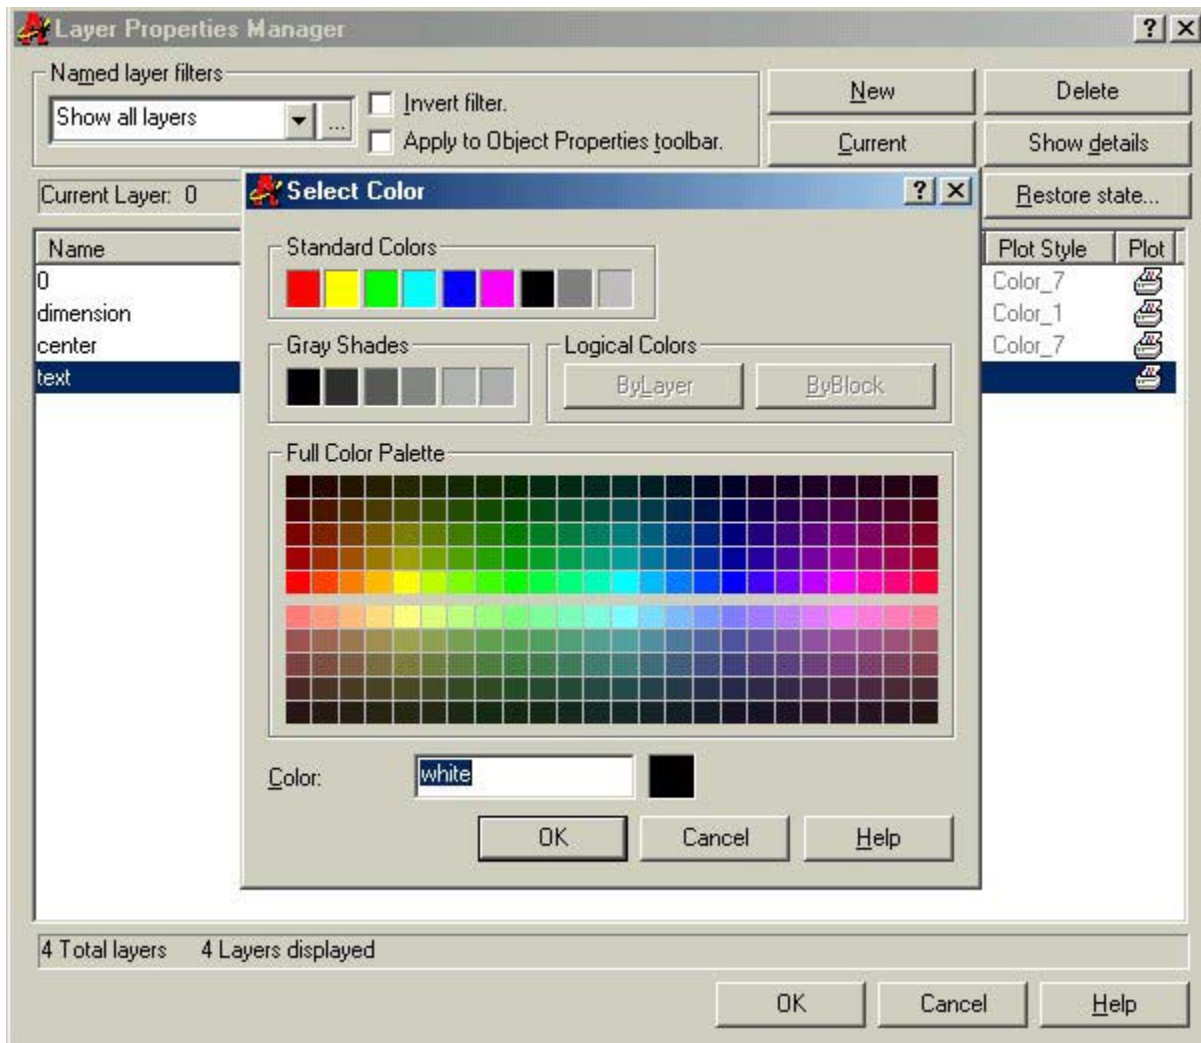 Layer Properties Manager
Named layer filters
Show all layers
...
Invert filter.
Apply to Object Properties toolbar.
New
Delete
Current
Show details
Current Layer: 0
Restore state...
Select Color
Name
Plot Style
Plot
0
Color_7
dimension
Color_1
center
Color_7
text
Standard Colors
Gray Shades
Logical Colors
ByLayer
ByBlock
Full Color Palette
Color:
white
OK
Cancel
Help
4 Total layers 4 Layers displayed
OK
Cancel
Help